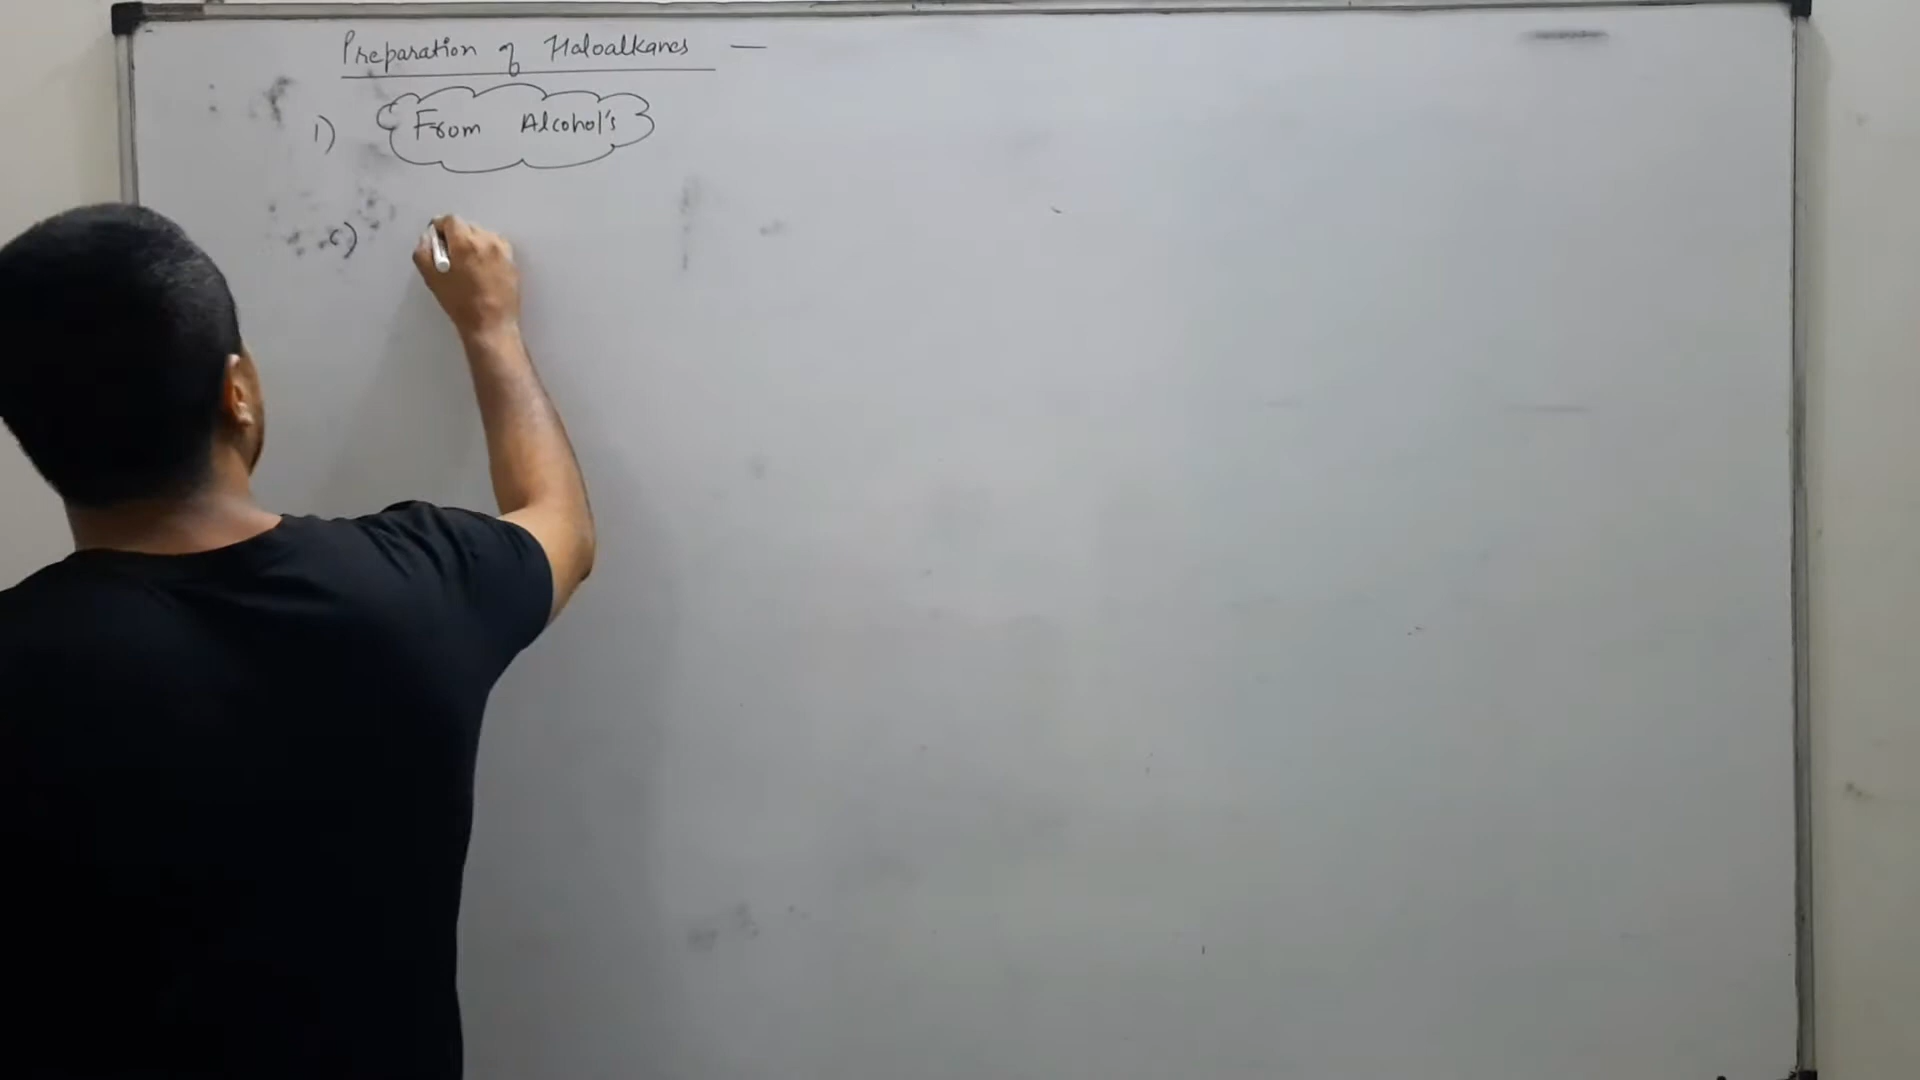 Preparation of Haloalkanes —
1) From Alcohol's
c)